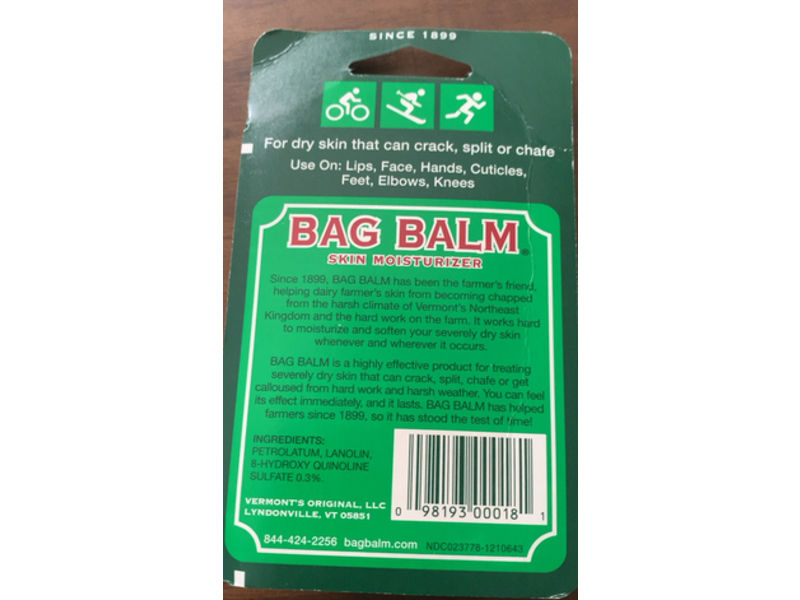 SINCE 1899
For dry skin that can crack, split or chafe
Use On: Lips, Face, Hands, Cuticles,
Feet, Elbows, Knees
BAG BALM®
SKIN MOISTURIZER
Since 1899, BAG BALM has been the farmer's friend,
helping dairy farmer's skin from becoming chapped
from the harsh climate of Vermont's Northeast
Kingdom and the hard work on the farm. It works hard
to moisturize and soften your severely dry skin
whenever and wherever it occurs.
BAG BALM is a highly effective product for treating
severely dry skin that can crack, split, chafe or get
calloused from hard work and harsh weather. You can feel
its effect immediately, and it lasts. BAG BALM has helped
farmers since 1899, so it has stood the test of time!
INGREDIENTS:
PETROLATUM, LANOLIN,
8-HYDROXY QUINOLINE
SULFATE 0.3%.
VERMONT'S ORIGINAL, LLC
LYNDONVILLE, VT 05851
0 98193 00018 1
844-424-2256 bagbalm.com NDC023778-1210643